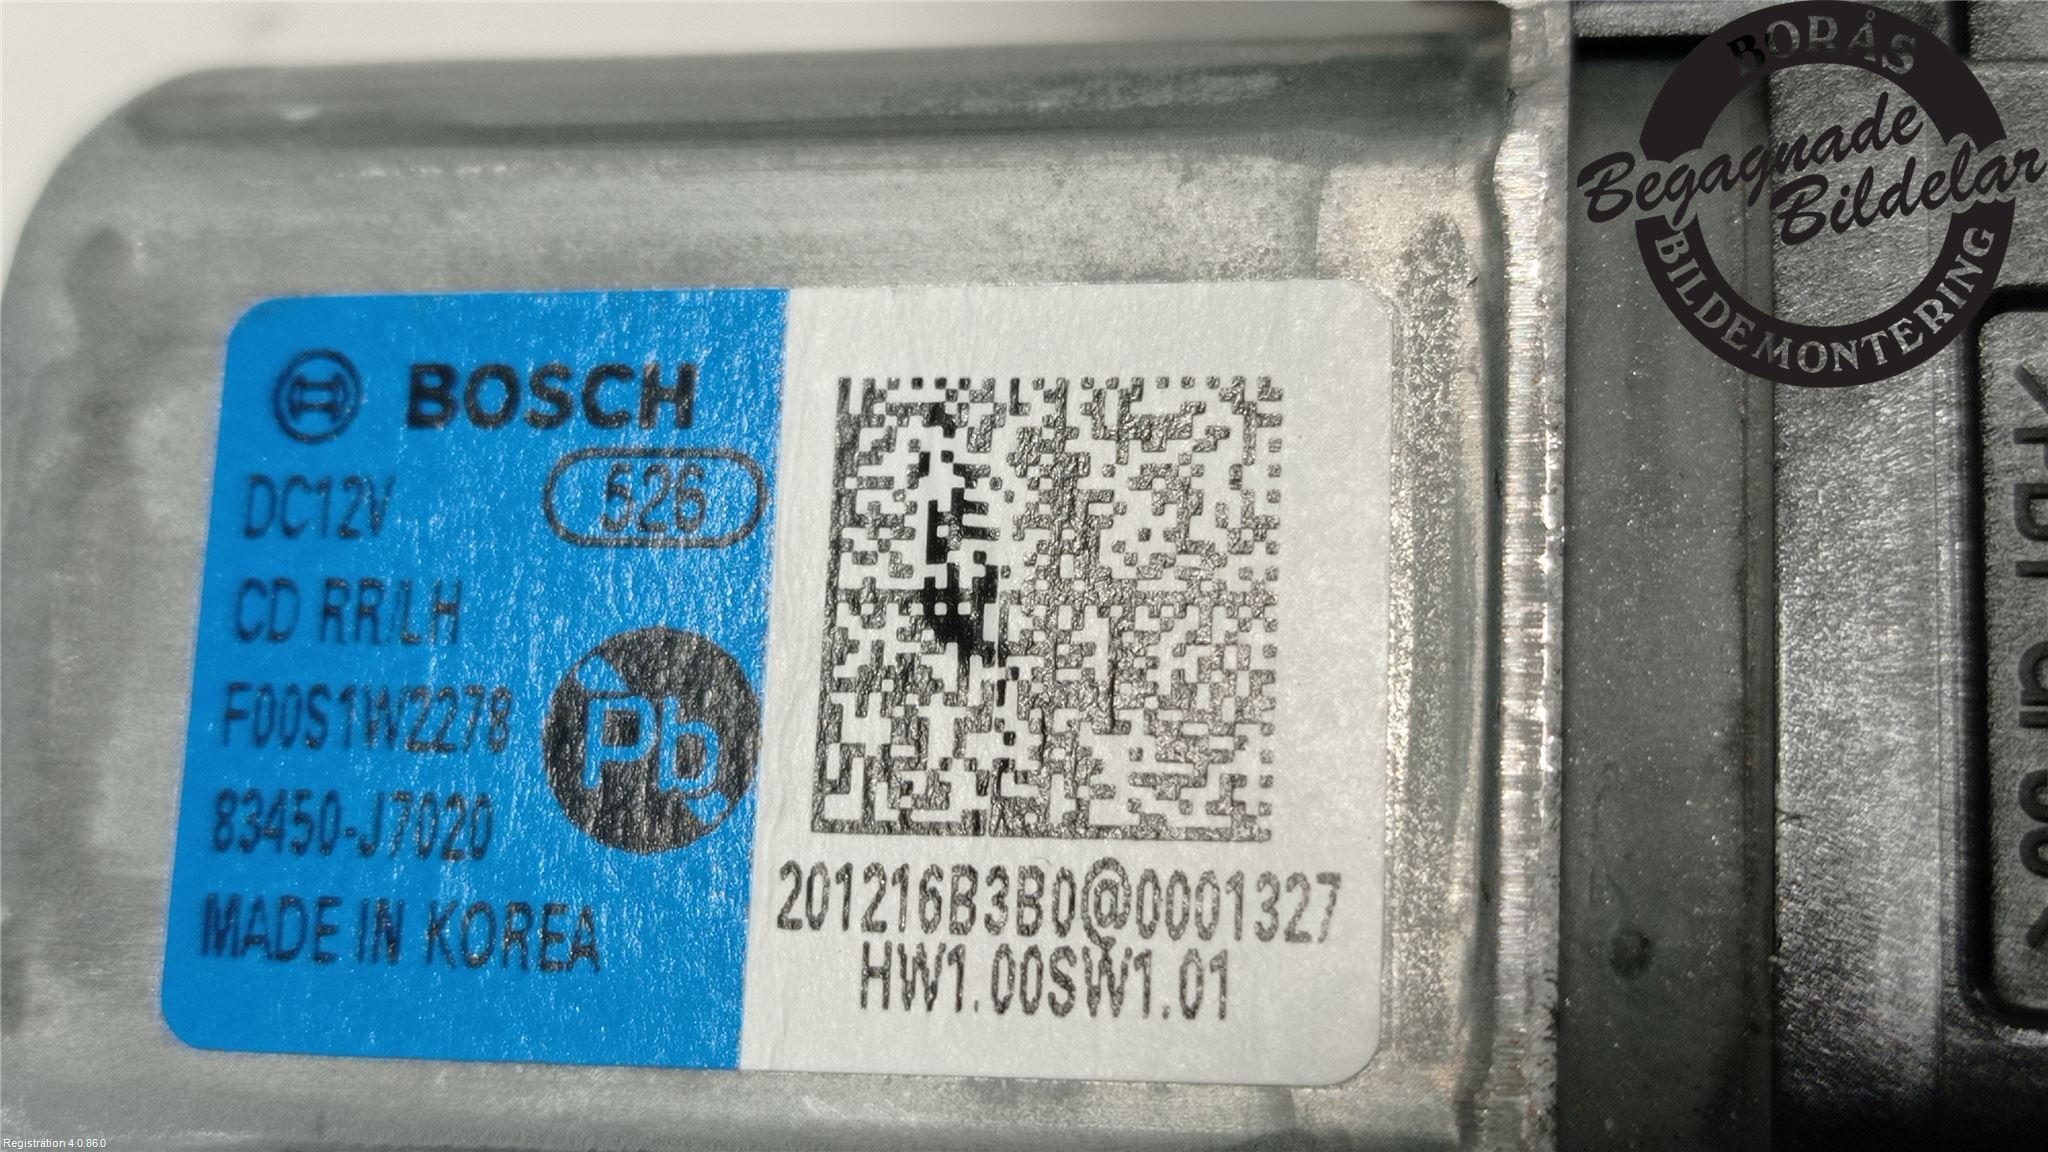 BORÅS
Begagnade
Bildelar
BILDEMONTERING
BOSCH
526
DC12V
CD RR/LH
F00S1W2278
Pb
83450-J7020
MADE IN KOREA
201216B3B0@0001327
HW1.00SW1.01
Registration 4.0.86.0